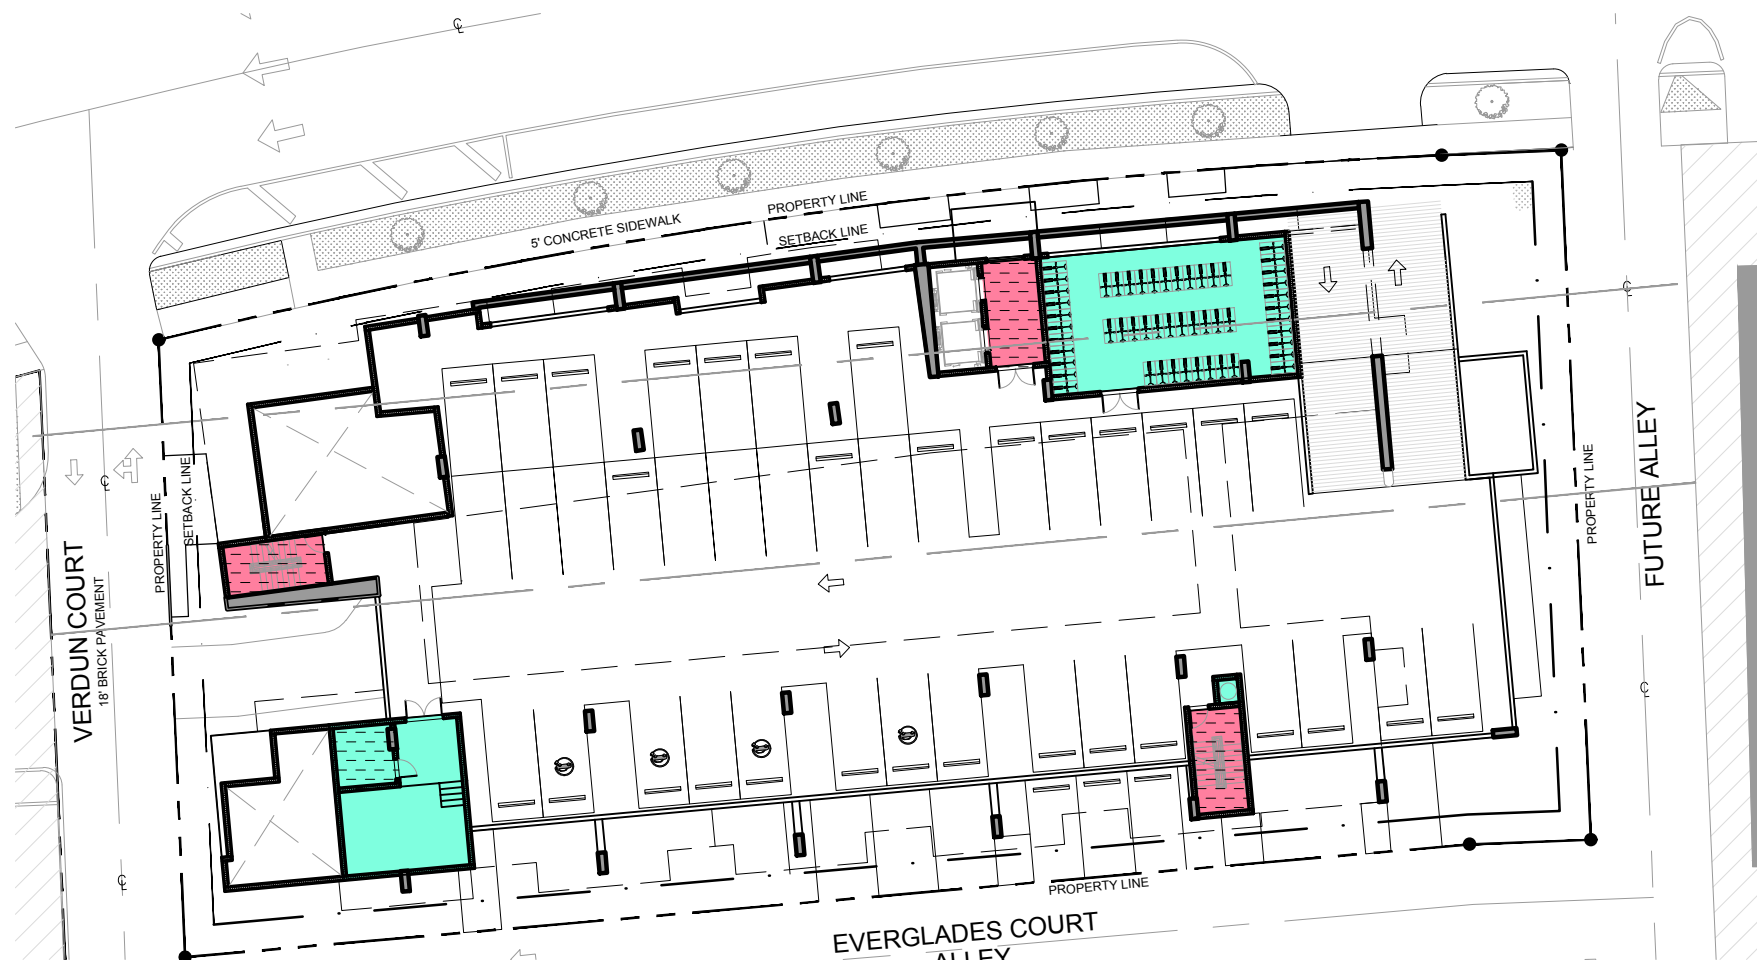 ℄
PROPERTY LINE
5' CONCRETE SIDEWALK
SETBACK LINE
℄
℄
PROPERTY LINE
SETBACK LINE
VERDUN COURT
18' BRICK PAVEMENT
PROPERTY LINE
FUTURE ALLEY
℄
℄
PROPERTY LINE
EVERGLADES COURT
ALLEY